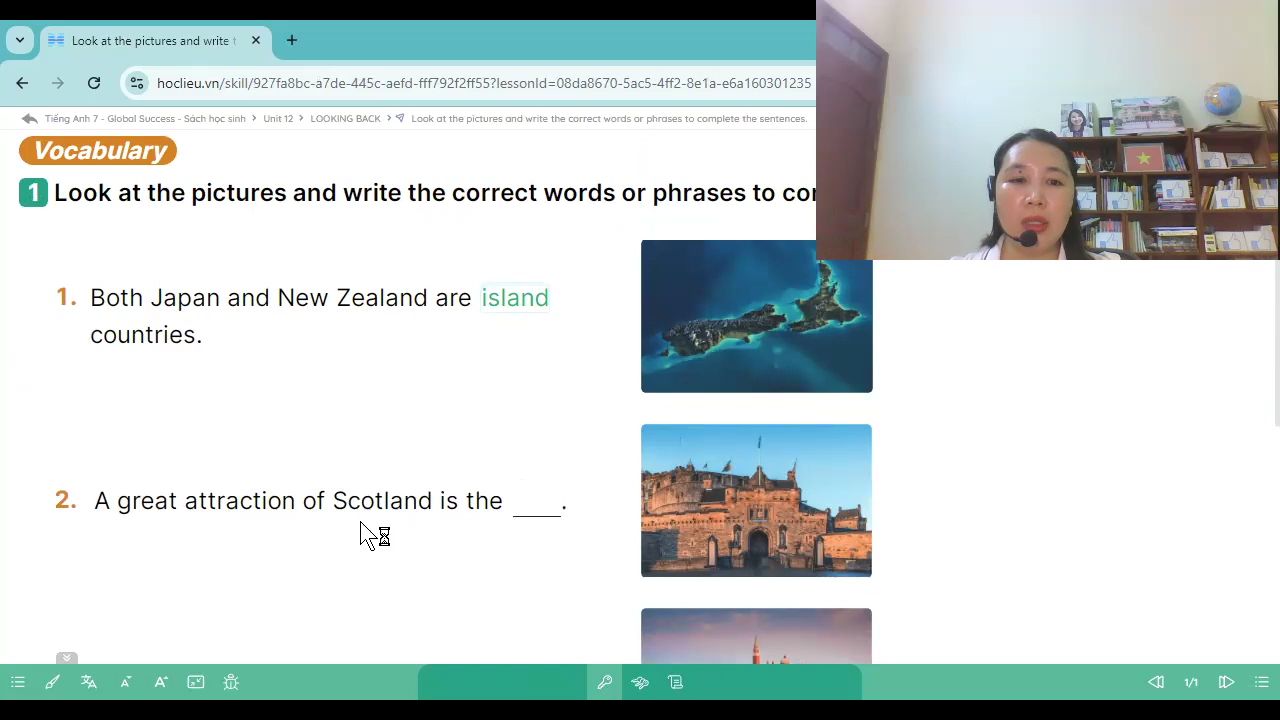 Look at the pictures and write t
hoclieu.vn/skill/927fa8bc-a7de-445c-aefd-fff792f2ff55?lessonId=08da8670-5ac5-4ff2-8e1a-e6a160301235
Tiếng Anh 7 - Global Success - Sách học sinh > Unit 12 > LOOKING BACK > Look at the pictures and write the correct words or phrases to complete the sentences.
Vocabulary
1 Look at the pictures and write the correct words or phrases to co
1. Both Japan and New Zealand are island
countries.
2. A great attraction of Scotland is the ____.
1/1